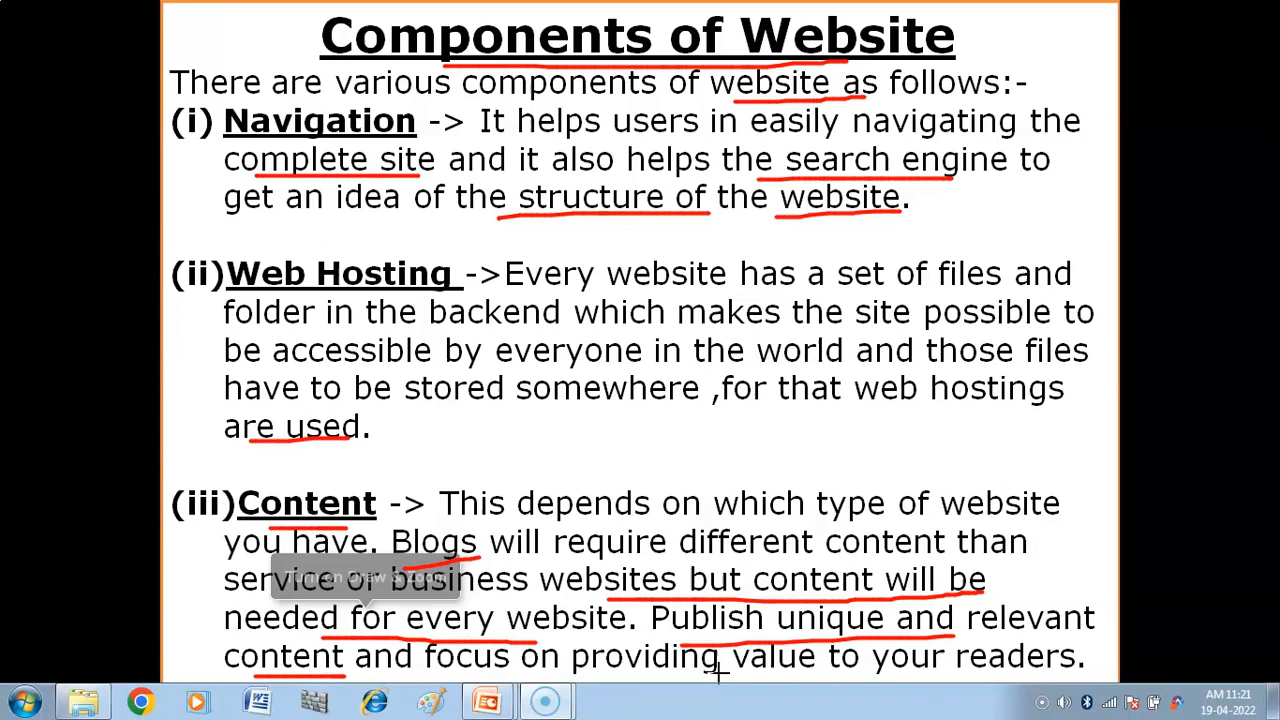 Components of Website
There are various components of website as follows:-
(i) Navigation -> It helps users in easily navigating the
complete site and it also helps the search engine to
get an idea of the structure of the website.
(ii)Web Hosting ->Every website has a set of files and
folder in the backend which makes the site possible to
be accessible by everyone in the world and those files
have to be stored somewhere ,for that web hostings
are used.
(iii)Content -> This depends on which type of website
you have. Blogs will require different content than
Turn on Draw & Zoom
service or business websites but content will be
needed for every website. Publish unique and relevant
content and focus on providing value to your readers.
AM 11:21
19-04-2022